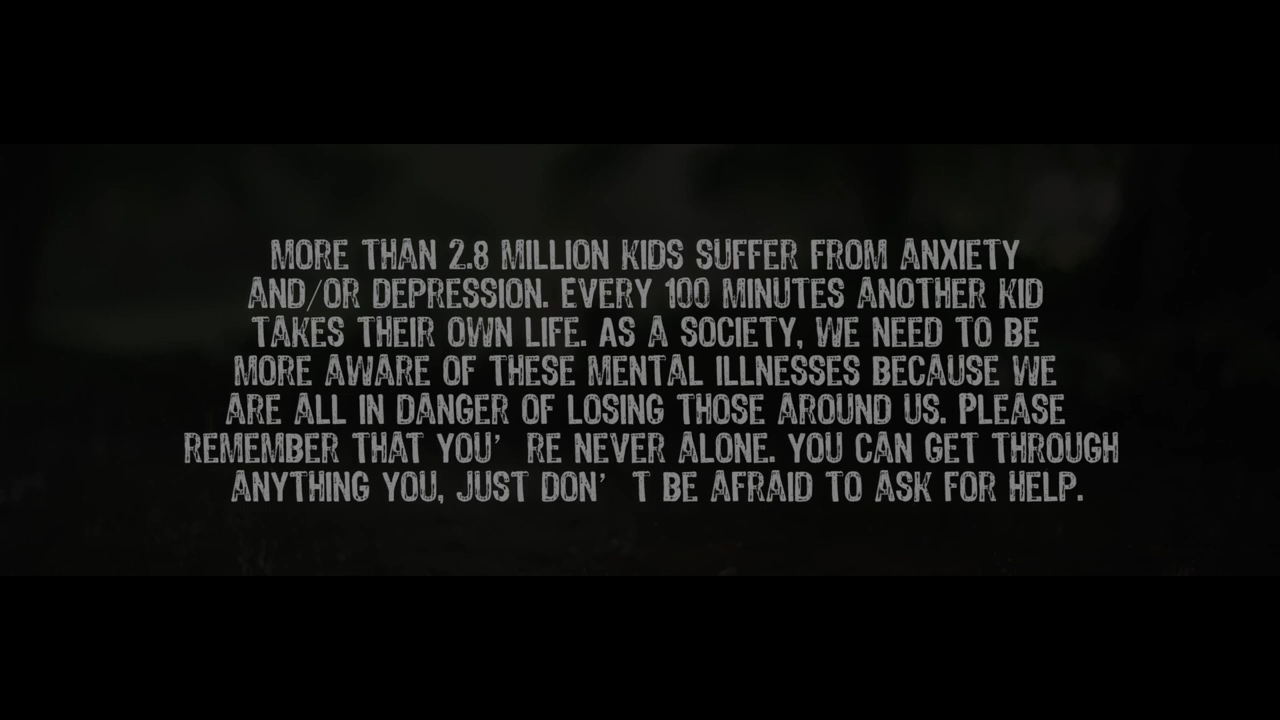 MORE THAN 2.8 MILLION KIDS SUFFER FROM ANXIETY
AND/OR DEPRESSION. EVERY 100 MINUTES ANOTHER KID
TAKES THEIR OWN LIFE. AS A SOCIETY, WE NEED TO BE
MORE AWARE OF THESE MENTAL ILLNESSES BECAUSE WE
ARE ALL IN DANGER OF LOSING THOSE AROUND US. PLEASE
REMEMBER THAT YOU’RE NEVER ALONE. YOU CAN GET THROUGH
ANYTHING YOU, JUST DON’T BE AFRAID TO ASK FOR HELP.